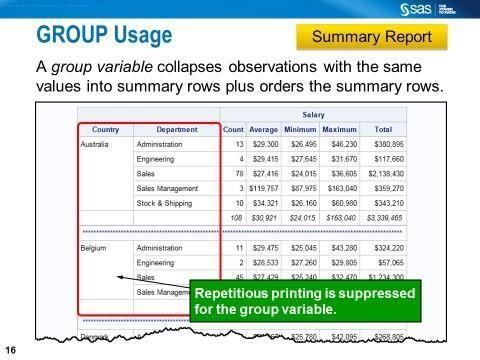 sas THE POWER TO KNOW.
GROUP Usage
Summary Report
A group variable collapses observations with the same
values into summary rows plus orders the summary rows.
Salary
Country Department Count Average Minimum Maximum Total
Australia Administration 13 $29,300 $26,495 $46,230 $380,895
Engineering 4 $29,415 $27,645 $31,670 $117,660
Sales 78 $27,416 $24,015 $36,605 $2,138,430
Sales Management 3 $119,757 $87,975 $163,040 $359,270
Stock & Shipping 10 $34,321 $26,160 $60,980 $343,210
108 $30,921 $24,015 $163,040 $3,339,465
Belgium Administration 11 $29,475 $25,045 $43,280 $324,220
Engineering 2 $28,533 $27,260 $29,805 $57,065
Sales 45 $27,429 $25,240 $32,470 $1,234,300
Sales Managem
Repetitious printing is suppressed
for the group variable.
$25,780 $42,095 $268,805
16